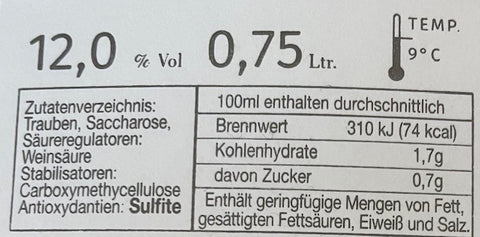 12,0 % Vol 0,75 Ltr.
TEMP.
9°C
Zutatenverzeichnis:
Trauben, Saccharose,
Säureregulatoren:
Weinsäure
Stabilisatoren:
Carboxymethycellulose
Antioxydantien: Sulfite
100ml enthalten durchschnittlich
Brennwert 310 kJ (74 kcal)
Kohlenhydrate 1,7g
davon Zucker 0,7g
Enthält geringfügige Mengen von Fett,
gesättigten Fettsäuren, Eiweiß und Salz.